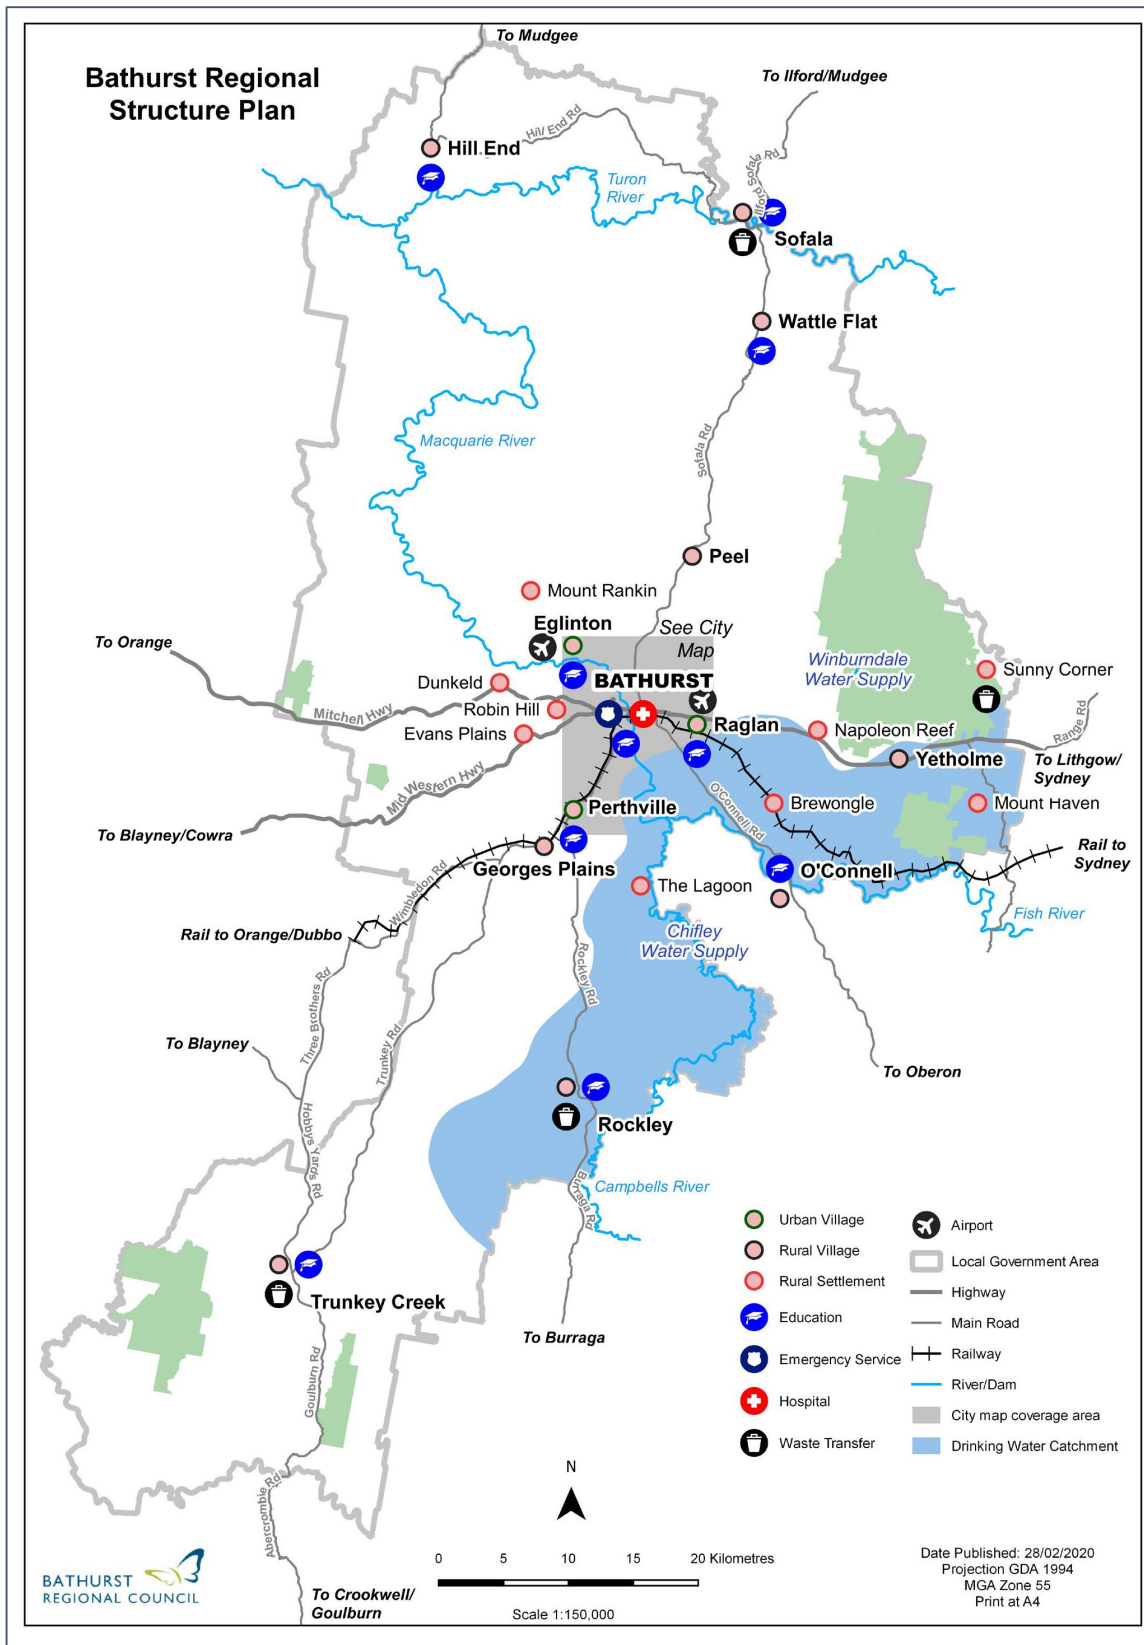 To Mudgee
Bathurst Regional
Structure Plan
To Ilford/Mudgee
Hill End Rd
Hill End
Ilford Sofala Rd
Turon
River
Sofala
Wattle Flat
Macquarie River
Sofala Rd
Peel
Mount Rankin
Eglinton
See City
Map
To Orange
Winburndale
Water Supply
Sunny Corner
Dunkeld
BATHURST
Mitchell Hwy
Robin Hill
Raglan
Napoleon Reef
Range Rd
Evans Plains
Yetholme
To Lithgow/
Sydney
Mid Western Hwy
O'Connell Rd
Perthville
Brewongle
Mount Haven
To Blayney/Cowra
Rail to
Sydney
Georges Plains
O'Connell
Wimbledon Rd
The Lagoon
Fish River
Rail to Orange/Dubbo
Chifley
Water Supply
Rockley Rd
Three Brothers Rd
Trunkey Rd
To Blayney
To Oberon
Hobbys Yards Rd
Rockley
Campbells River
Burraga Rd
Trunkey Creek
To Burraga
Goulburn Rd
Abercrombie Rd
To Crookwell/
Goulburn
Urban Village
Rural Village
Rural Settlement
Education
Emergency Service
Hospital
Waste Transfer
Airport
Local Government Area
Highway
Main Road
Railway
River/Dam
City map coverage area
Drinking Water Catchment
N
0 5 10 15 20 Kilometres
Scale 1:150,000
BATHURST
REGIONAL COUNCIL
Date Published: 28/02/2020
Projection GDA 1994
MGA Zone 55
Print at A4